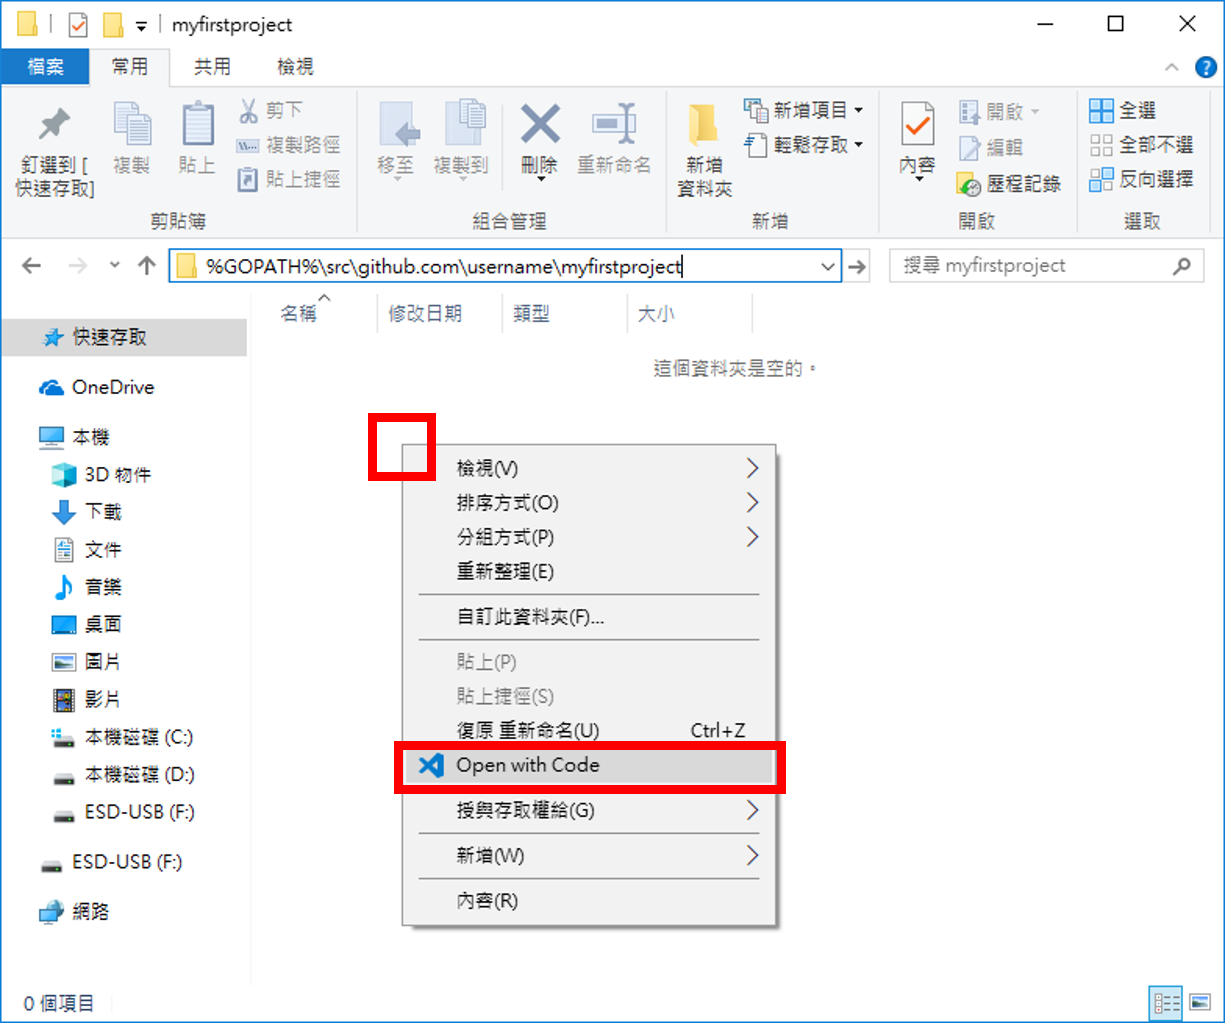 myfirstproject
檔案
常用
共用
檢視
釘選到 [
快速存取]
複製
貼上
剪下
複製路徑
貼上捷徑
剪貼簿
移至
複製到
刪除
重新命名
組合管理
新增
資料夾
新增項目
輕鬆存取
新增
內容
開啟
編輯
歷程記錄
開啟
全選
全部不選
反向選擇
選取
%GOPATH%\src\github.com\username\myfirstproject
搜尋 myfirstproject
名稱
修改日期
類型
大小
這個資料夾是空的。
快速存取
OneDrive
本機
3D 物件
下載
文件
音樂
桌面
圖片
影片
本機磁碟 (C:)
本機磁碟 (D:)
ESD-USB (F:)
ESD-USB (F:)
網路
檢視(V)
排序方式(O)
分組方式(P)
重新整理(E)
自訂此資料夾(F)...
貼上(P)
貼上捷徑(S)
復原 重新命名(U) Ctrl+Z
Open with Code
授與存取權給(G)
新增(W)
內容(R)
0 個項目